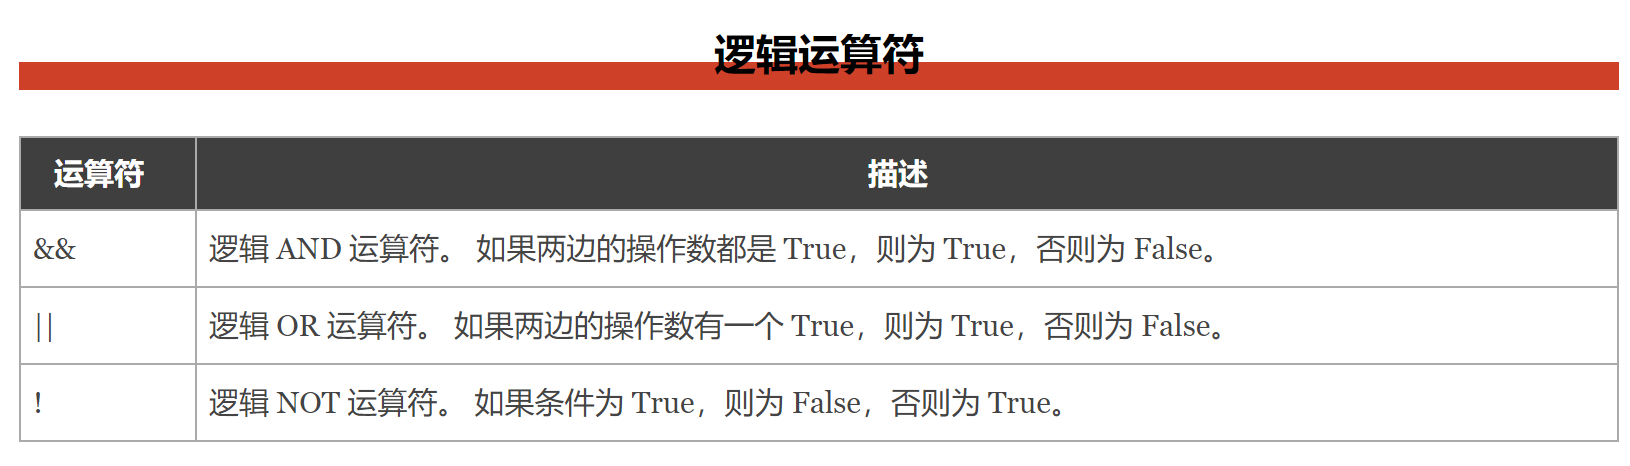 逻辑运算符
运算符 描述
&& 逻辑 AND 运算符。 如果两边的操作数都是 True，则为 True，否则为 False。
|| 逻辑 OR 运算符。 如果两边的操作数有一个 True，则为 True，否则为 False。
! 逻辑 NOT 运算符。 如果条件为 True，则为 False，否则为 True。